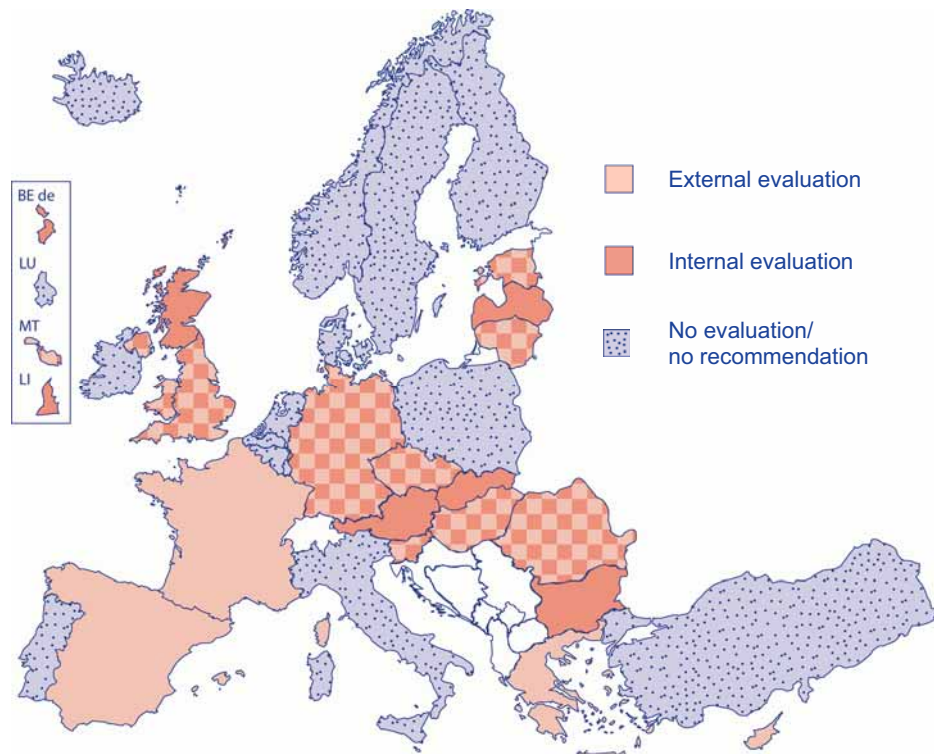 BE de
LU
MT
LI
External evaluation
Internal evaluation
No evaluation/
no recommendation